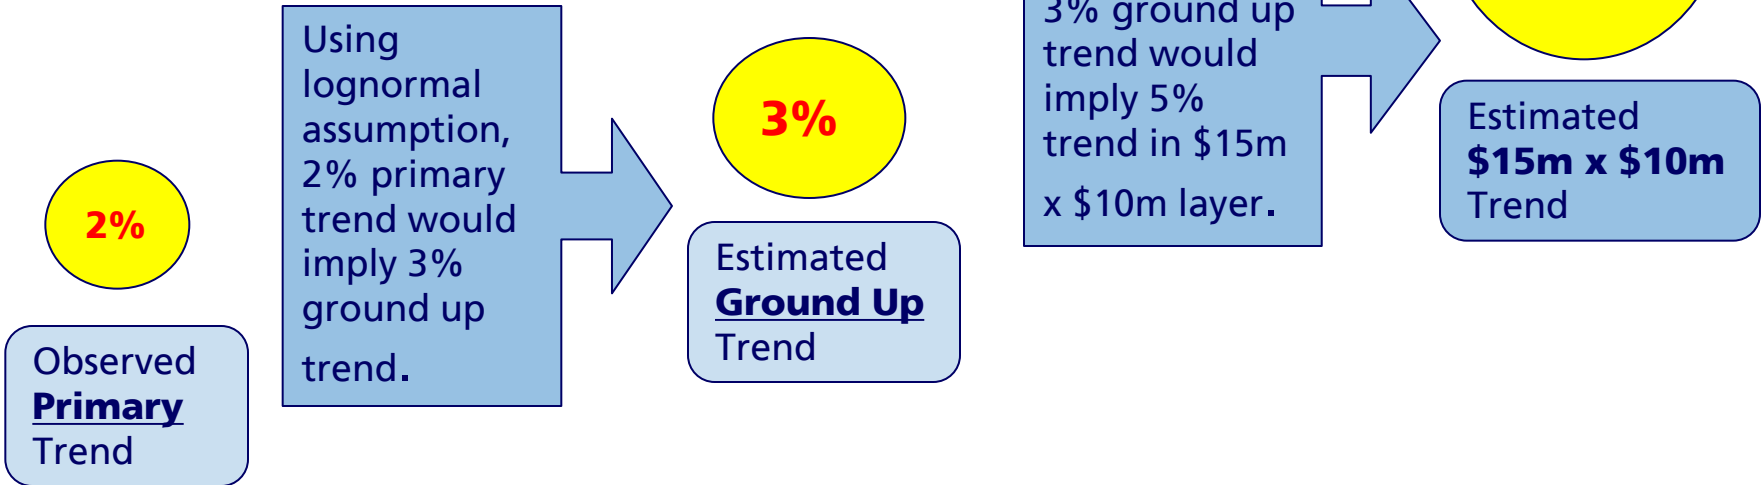 2%
Observed
Primary
Trend
Using
lognormal
assumption,
2% primary
trend would
imply 3%
ground up
trend.
3%
Estimated
Ground Up
Trend
3% ground up
trend would
imply 5%
trend in $15m
x $10m layer.
Estimated
$15m x $10m
Trend